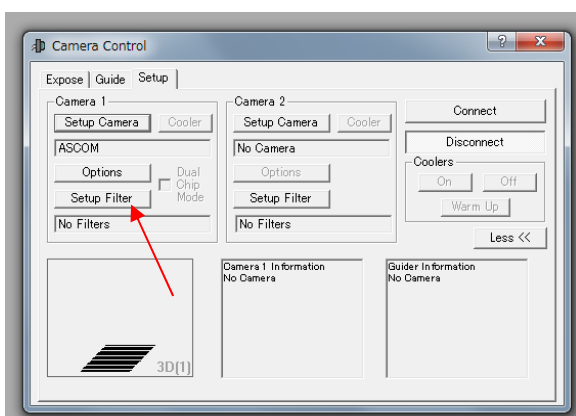 Camera Control
Expose Guide Setup
Camera 1
Setup Camera Cooler
ASCOM
Options
Dual
Chip
Mode
Setup Filter
No Filters
Camera 2
Setup Camera Cooler
No Camera
Options
Setup Filter
No Filters
Connect
Disconnect
Coolers
On Off
Warm Up
Less <<
3D(1)
Camera 1 Information
No Camera
Guider Information
No Camera